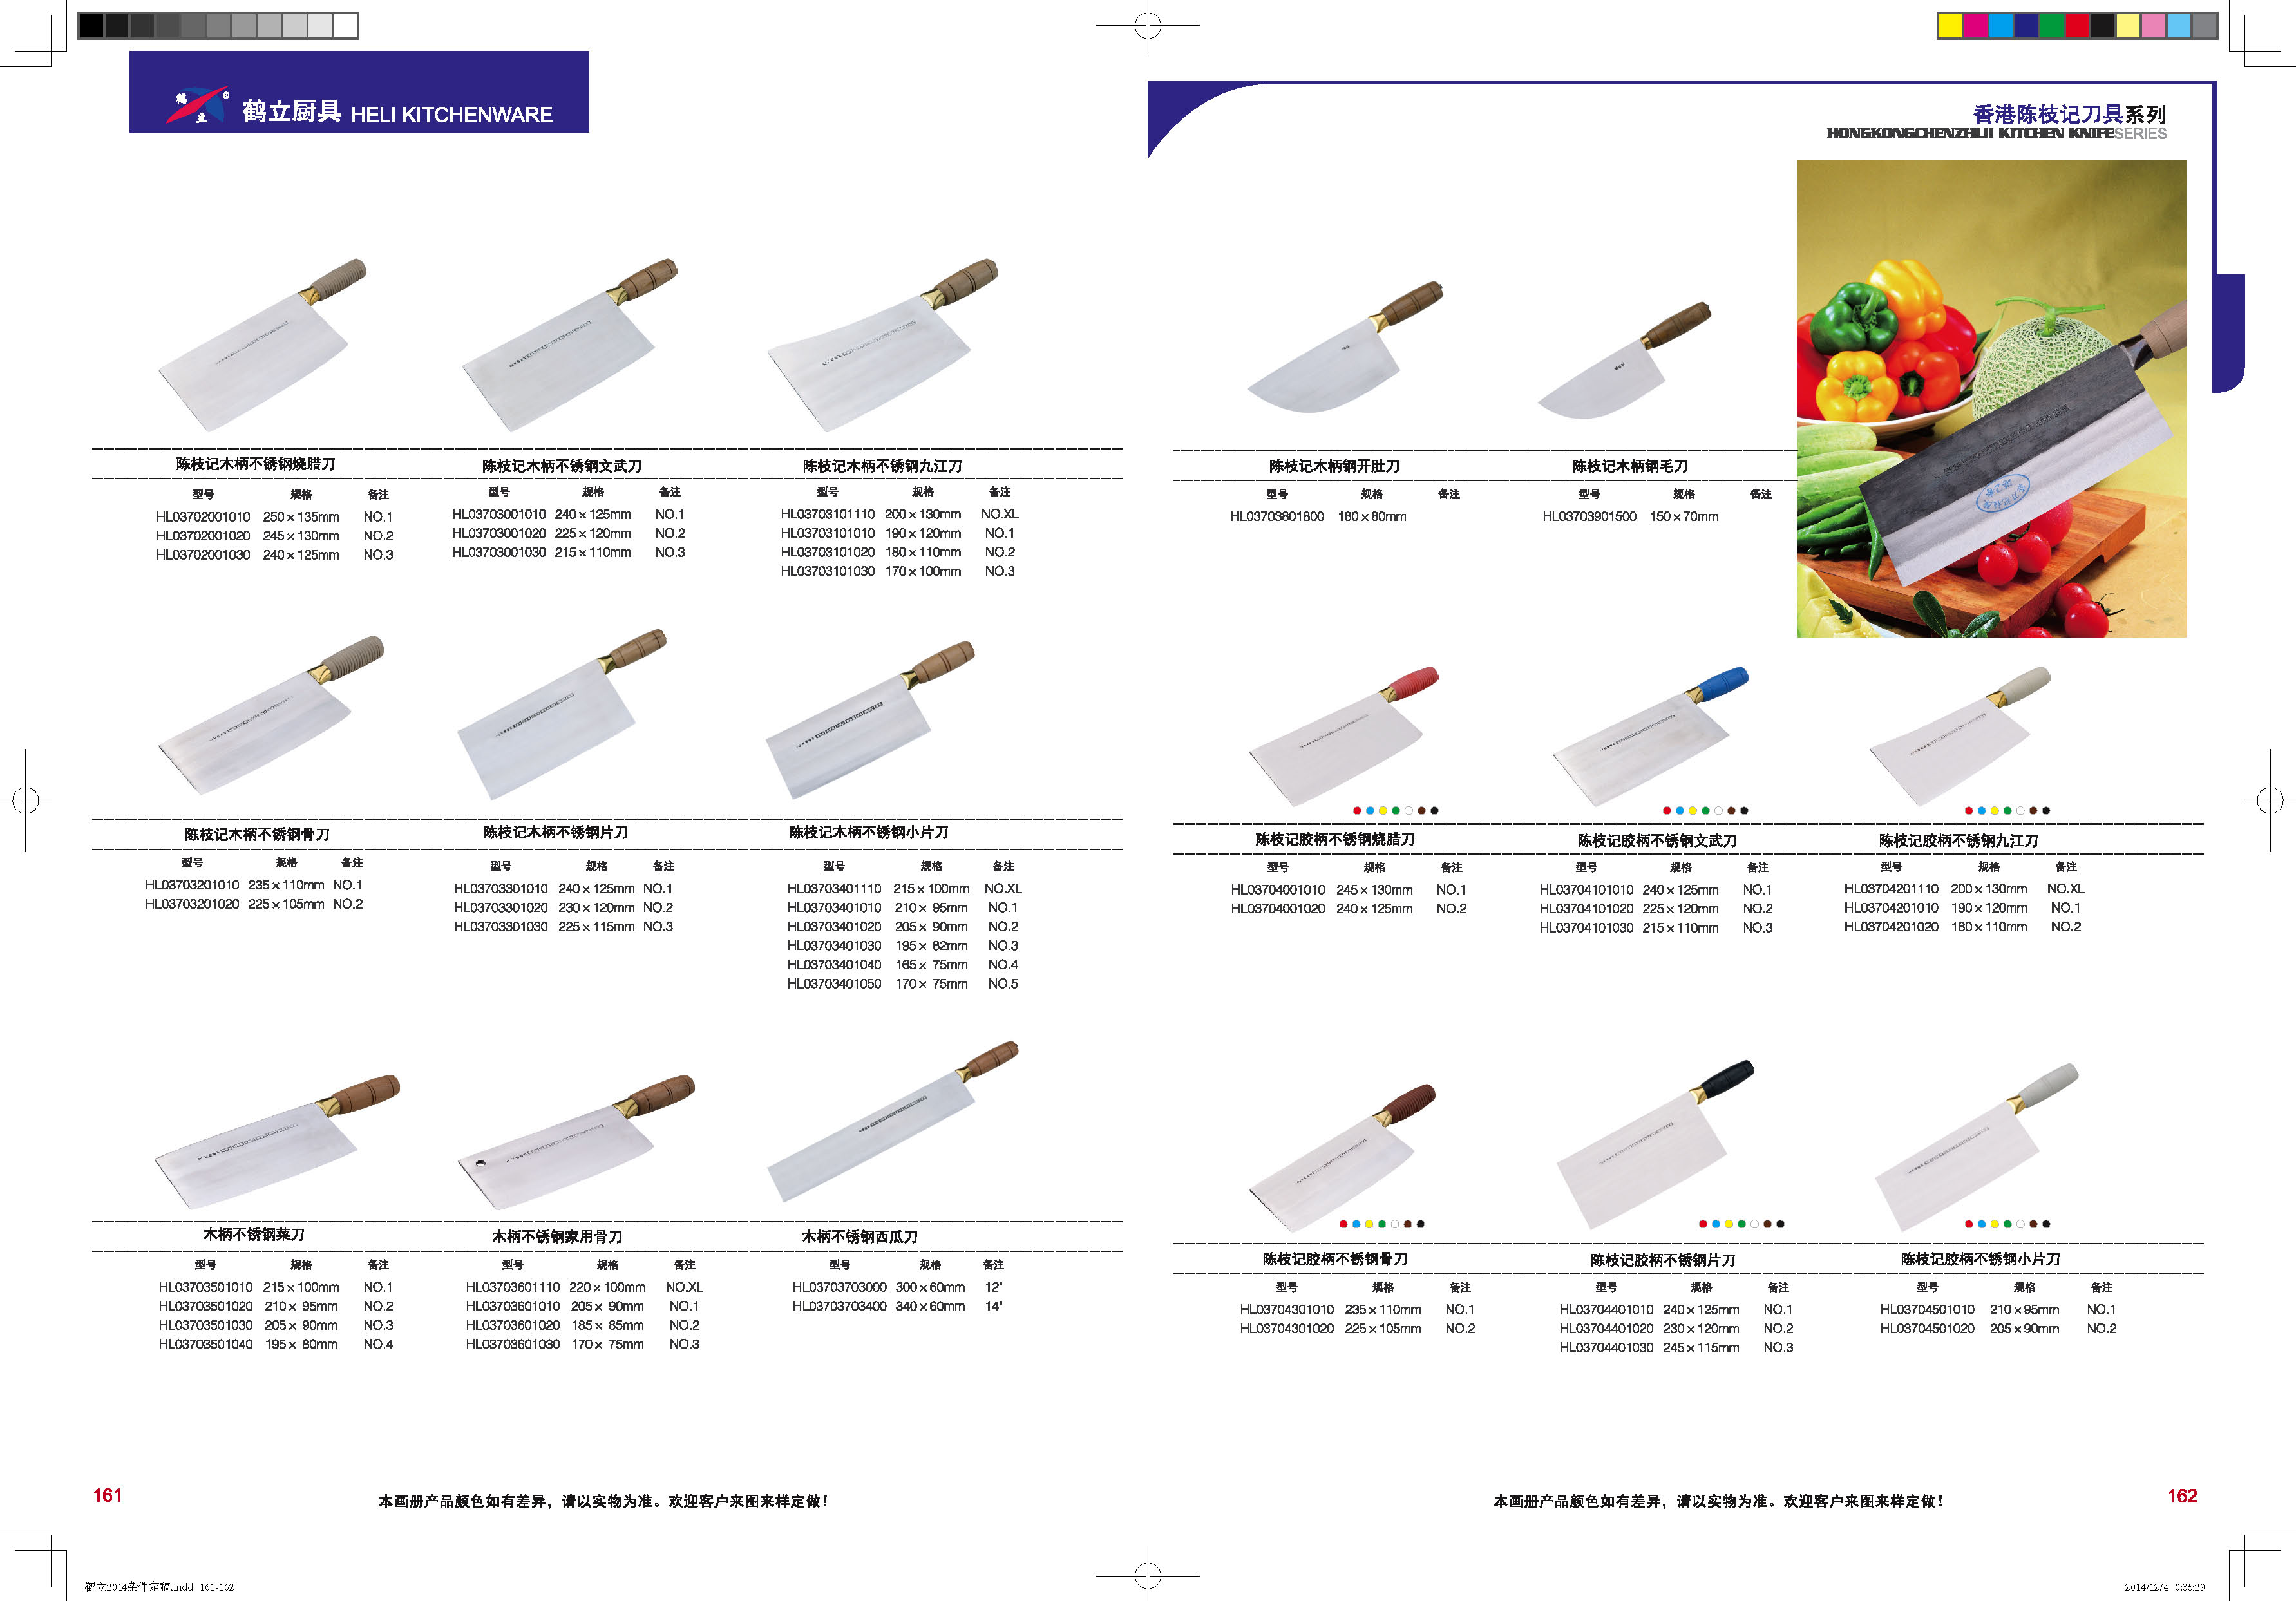 鹤立厨具 HELI KITCHENWARE
香港陈枝记刀具系列
HONGKONGCHENZHIJI KITCHEN KNIFE SERIES
陈枝记木柄不锈钢烧腊刀
型号 规格 备注
HL03702001010 250×135mm NO.1
HL03702001020 245×130mm NO.2
HL03702001030 240×125mm NO.3
陈枝记木柄不锈钢文武刀
型号 规格 备注
HL03703001010 240×125mm NO.1
HL03703001020 225×120mm NO.2
HL03703001030 215×110mm NO.3
陈枝记木柄不锈钢九江刀
型号 规格 备注
HL03703101110 200×130mm NO.XL
HL03703101010 190×120mm NO.1
HL03703101020 180×110mm NO.2
HL03703101030 170×100mm NO.3
陈枝记木柄不锈钢骨刀
型号 规格 备注
HL03703201010 235×110mm NO.1
HL03703201020 225×105mm NO.2
陈枝记木柄不锈钢片刀
型号 规格 备注
HL03703301010 240×125mm NO.1
HL03703301020 230×120mm NO.2
HL03703301030 225×115mm NO.3
陈枝记木柄不锈钢小片刀
型号 规格 备注
HL03703401110 215×100mm NO.XL
HL03703401010 210× 95mm NO.1
HL03703401020 205× 90mm NO.2
HL03703401030 195× 82mm NO.3
HL03703401040 165× 75mm NO.4
HL03703401050 170× 75mm NO.5
木柄不锈钢菜刀
型号 规格 备注
HL03703501010 215×100mm NO.1
HL03703501020 210× 95mm NO.2
HL03703501030 205× 90mm NO.3
HL03703501040 195× 80mm NO.4
木柄不锈钢家用骨刀
型号 规格 备注
HL03703601110 220×100mm NO.XL
HL03703601010 205× 90mm NO.1
HL03703601020 185× 85mm NO.2
HL03703601030 170× 75mm NO.3
木柄不锈钢西瓜刀
型号 规格 备注
HL03703703000 300×60mm 12"
HL03703703400 340×60mm 14"
161
本画册产品颜色如有差异，请以实物为准。欢迎客户来图来样定做！
陈枝记木柄钢开肚刀
型号 规格 备注
HL03703801800 180×80mm
陈枝记木柄钢毛刀
型号 规格 备注
HL03703901500 150×70mm
陈枝记胶柄不锈钢烧腊刀
型号 规格 备注
HL03704001010 245×130mm NO.1
HL03704001020 240×125mm NO.2
陈枝记胶柄不锈钢文武刀
型号 规格 备注
HL03704101010 240×125mm NO.1
HL03704101020 225×120mm NO.2
HL03704101030 215×110mm NO.3
陈枝记胶柄不锈钢九江刀
型号 规格 备注
HL03704201110 200×130mm NO.XL
HL03704201010 190×120mm NO.1
HL03704201020 180×110mm NO.2
陈枝记胶柄不锈钢骨刀
型号 规格 备注
HL03704301010 235×110mm NO.1
HL03704301020 225×105mm NO.2
陈枝记胶柄不锈钢片刀
型号 规格 备注
HL03704401010 240×125mm NO.1
HL03704401020 230×120mm NO.2
HL03704401030 245×115mm NO.3
陈枝记胶柄不锈钢小片刀
型号 规格 备注
HL03704501010 210×95mm NO.1
HL03704501020 205×90mm NO.2
本画册产品颜色如有差异，请以实物为准。欢迎客户来图来样定做！
162
鹤立2014杂件定稿.indd 161-162
2014/12/4 0:35:29